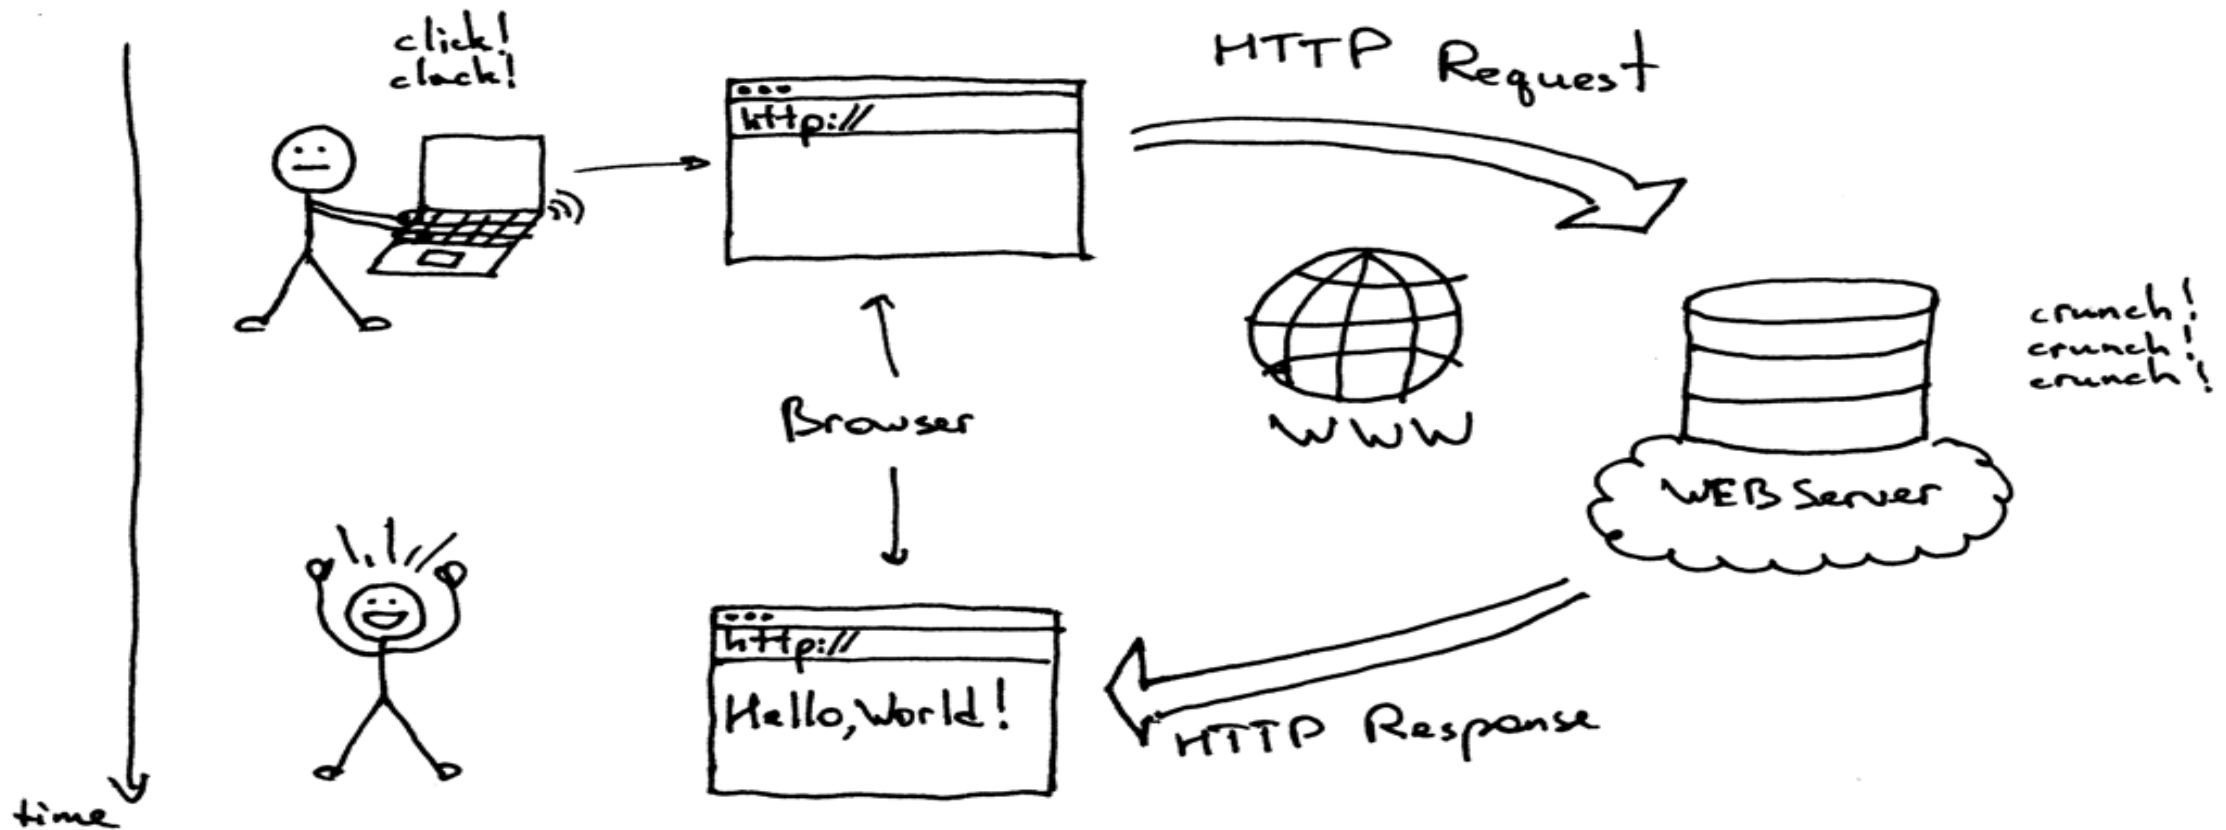 click!
clack!
HTTP Request
http://
crunch!
crunch!
crunch!
Browser
WWW
WEB Server
http://
Hello, World!
HTTP Response
time